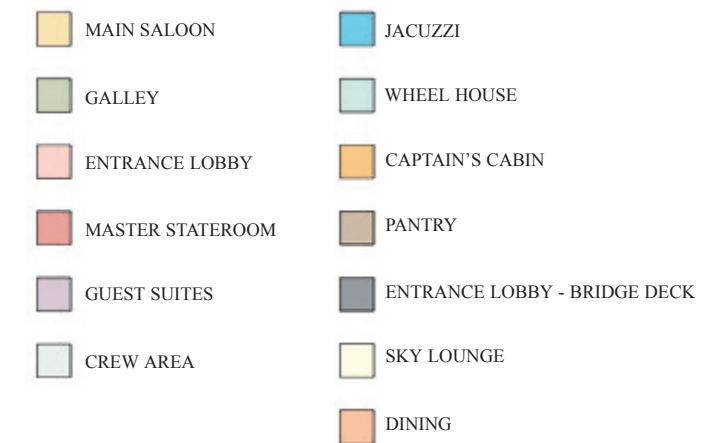 MAIN SALOON
GALLEY
ENTRANCE LOBBY
MASTER STATEROOM
GUEST SUITES
CREW AREA
JACUZZI
WHEEL HOUSE
CAPTAIN’S CABIN
PANTRY
ENTRANCE LOBBY - BRIDGE DECK
SKY LOUNGE
DINING